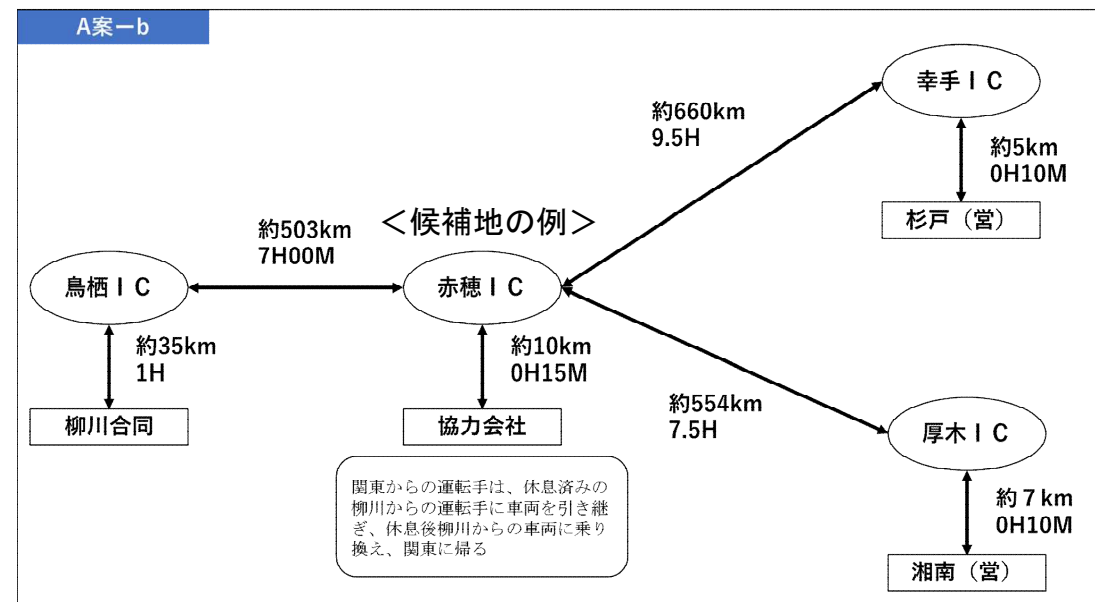 A案ーb
幸手ＩＣ
約660km
9.5H
約5km
0H10M
杉戸（営）
＜候補地の例＞
約503km
7H00M
鳥栖ＩＣ
赤穂ＩＣ
約35km
1H
約10km
0H15M
約554km
7.5H
柳川合同
協力会社
厚木ＩＣ
関東からの運転手は、休息済みの
柳川からの運転手に車両を引き継
ぎ、休息後柳川からの車両に乗り
換え、関東に帰る
約７km
0H10M
湘南（営）